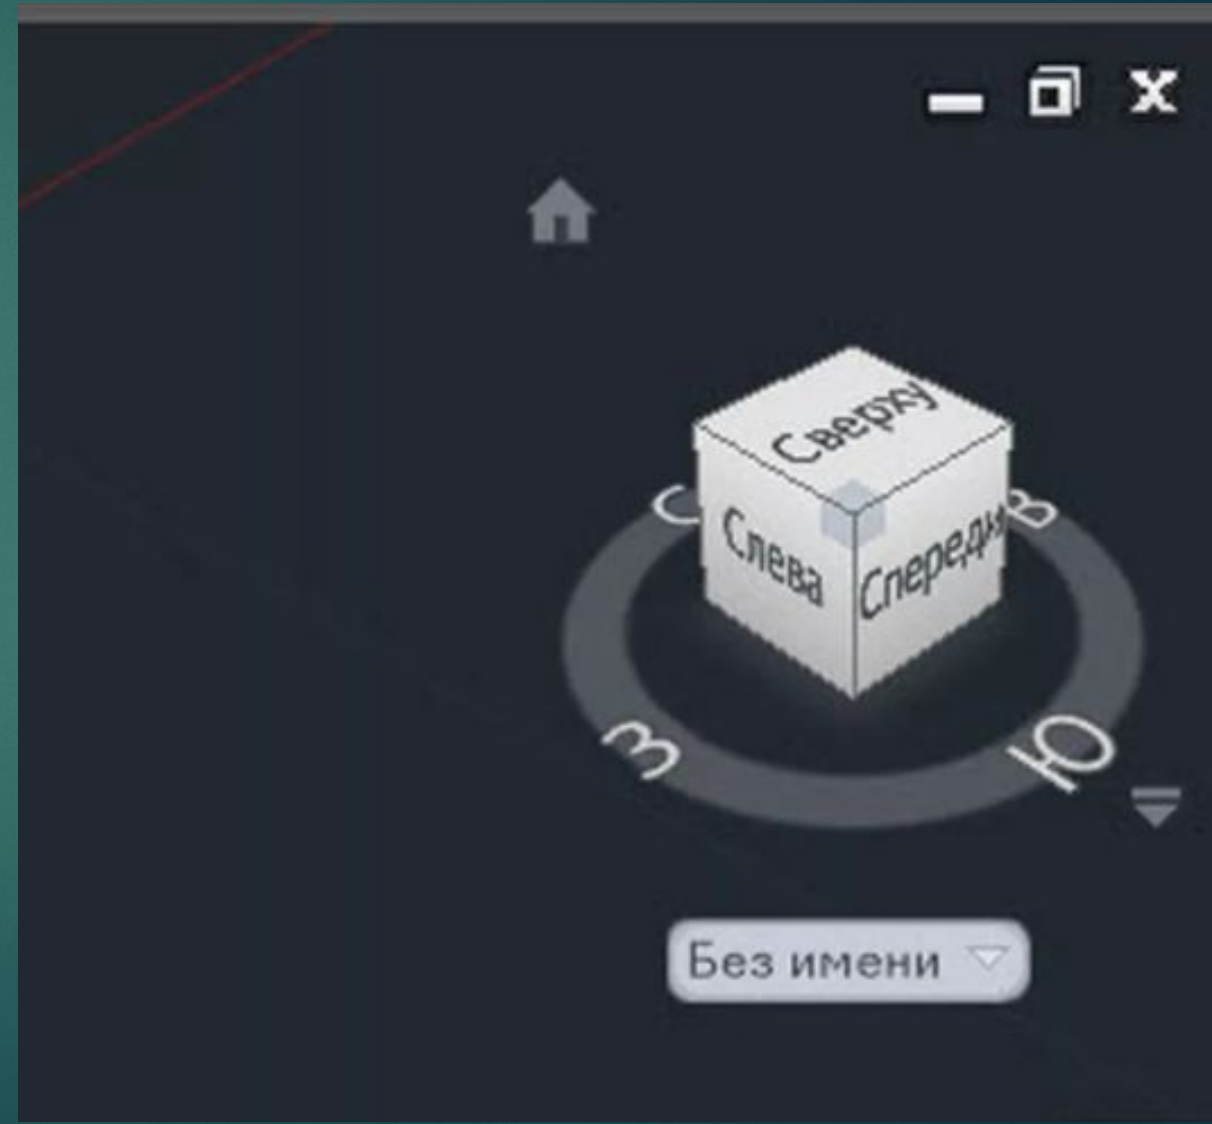 Сверху
С
В
Слева
Спереди
З
Ю
Без имени